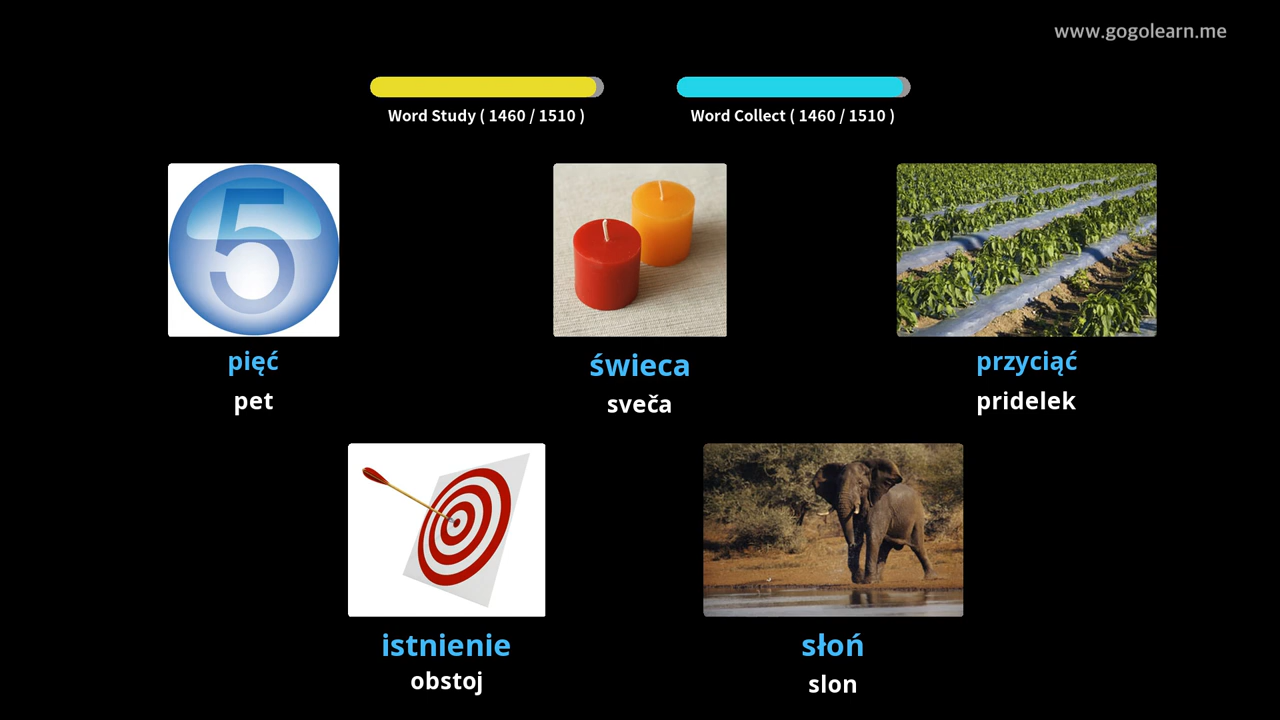 www.gogolearn.me
Word Study ( 1460 / 1510 )
Word Collect ( 1460 / 1510 )
5
pięć
pet
świeca
sveča
przyciąć
pridelek
istnienie
obstoj
słoń
slon